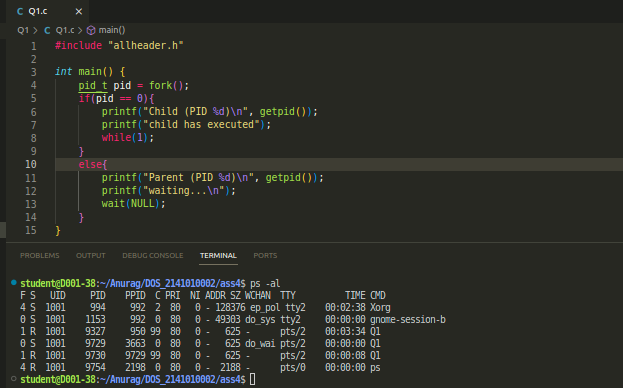 C Q1.c ×
Q1 > C Q1.c > main()
1 #include "allheader.h"
2
3 int main() {
4 pid_t pid = fork();
5 if(pid == 0){
6 printf("Child (PID %d)\n", getpid());
7 printf("child has executed");
8 while(1);
9 }
10 else{
11 printf("Parent (PID %d)\n", getpid());
12 printf("waiting...\n");
13 wait(NULL);
14 }
15 }
PROBLEMS OUTPUT DEBUG CONSOLE TERMINAL PORTS
student@D001-38:~/Anurag/DOS_2141010002/ass4$ ps -al
F S UID PID PPID C PRI NI ADDR SZ WCHAN TTY TIME CMD
4 S 1001 994 992 2 80 0 - 128376 ep_pol tty2 00:02:38 Xorg
0 S 1001 1153 992 0 80 0 - 49303 do_sys tty2 00:00:00 gnome-session-b
1 R 1001 9327 950 99 80 0 - 625 - pts/2 00:03:34 Q1
0 S 1001 9729 3663 0 80 0 - 625 do_wai pts/2 00:00:00 Q1
1 R 1001 9730 9729 99 80 0 - 625 - pts/2 00:00:08 Q1
4 R 1001 9754 2198 0 80 0 - 2188 - pts/0 00:00:00 ps
student@D001-38:~/Anurag/DOS_2141010002/ass4$